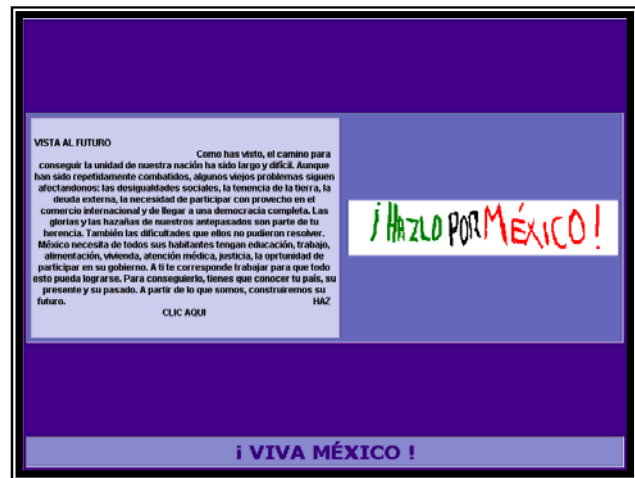 VISTA AL FUTURO
Como has visto, el camino para
conseguir la unidad de nuestra nación ha sido largo y difícil. Aunque
han sido repetidamente combatidos, algunos viejos problemas siguen
afectandonos: las desigualdades sociales, la tenencia de la tierra, la
deuda externa, la necesidad de participar con provecho en el
comercio internacional y de llegar a una democracia completa. Las
glorias y las hazañas de nuestros antepasados son parte de tu
herencia. También las dificultades que ellos no pudieron resolver.
México necesita de todos sus habitantes tengan educación, trabajo,
alimentación, vivienda, atención médica, justicia, la oprtunidad de
participar en su gobierno. A ti te corresponde trabajar para que todo
esto pueda lograrse. Para conseguierlo, tienes que conocer tu país, su
presente y su pasado. A partir de lo que somos, construiremos su
futuro. HAZ
CLIC AQUI
¡HAZLO POR MÉXICO!
¡ VIVA MÉXICO !